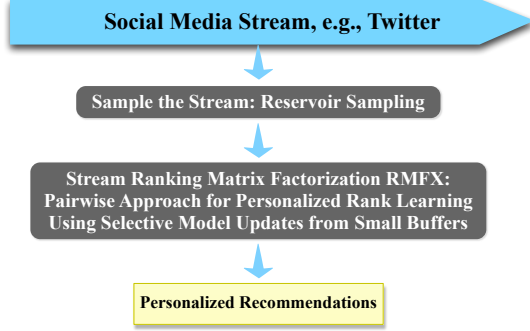 Social Media Stream, e.g., Twitter
Sample the Stream: Reservoir Sampling
Stream Ranking Matrix Factorization RMFX:
Pairwise Approach for Personalized Rank Learning
Using Selective Model Updates from Small Buffers
Personalized Recommendations